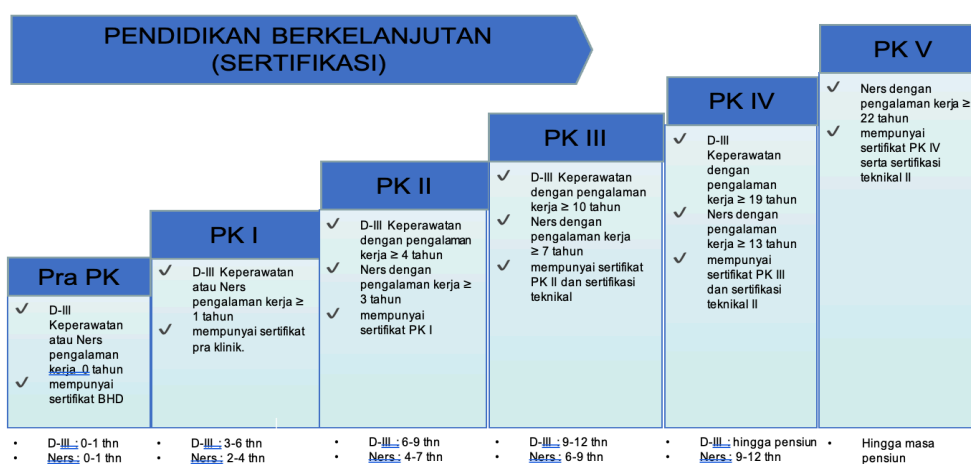 PENDIDIKAN BERKELANJUTAN
(SERTIFIKASI)
Pra PK
D-III
Keperawatan
atau Ners
pengalaman
kerja 0 tahun
mempunyai
sertifikat BHD
D-III : 0-1 thn
Ners : 0-1 thn
PK I
D-III Keperawatan
atau Ners
pengalaman kerja ≥
1 tahun
mempunyai sertifikat
pra klinik.
D-III : 3-6 thn
Ners : 2-4 thn
PK II
D-III Keperawatan
dengan pengalaman
kerja ≥ 4 tahun
Ners dengan
pengalaman kerja ≥
3 tahun
mempunyai
sertifikat PK I
D-III : 6-9 thn
Ners : 4-7 thn
PK III
D-III Keperawatan
dengan pengalaman
kerja ≥ 10 tahun
Ners dengan
pengalaman kerja
≥ 7 tahun
mempunyai sertifikat
PK II dan sertifikasi
teknikal
D-III : 9-12 thn
Ners : 6-9 thn
PK IV
D-III
Keperawatan
dengan
pengalaman
kerja ≥ 19 tahun
Ners dengan
pengalaman
kerja ≥ 13 tahun
mempunyai
sertifikat PK III
dan sertifikasi
teknikal II
D-III : hingga pensiun
Ners : 9-12 thn
PK V
Ners dengan
pengalaman kerja ≥
22 tahun
mempunyai
sertifikat PK IV
serta sertifikasi
teknikal II
Hingga masa
pensiun